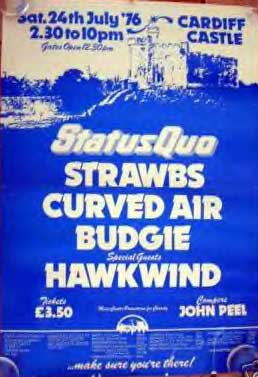 Sat. 24th July '76
2.30 to 10pm
Gates Open 12.30pm
CARDIFF
CASTLE
Status Quo
STRAWBS
CURVED AIR
BUDGIE
Special Guests
HAWKWIND
Tickets
£3.50
Compere
JOHN PEEL
...make sure you're there!